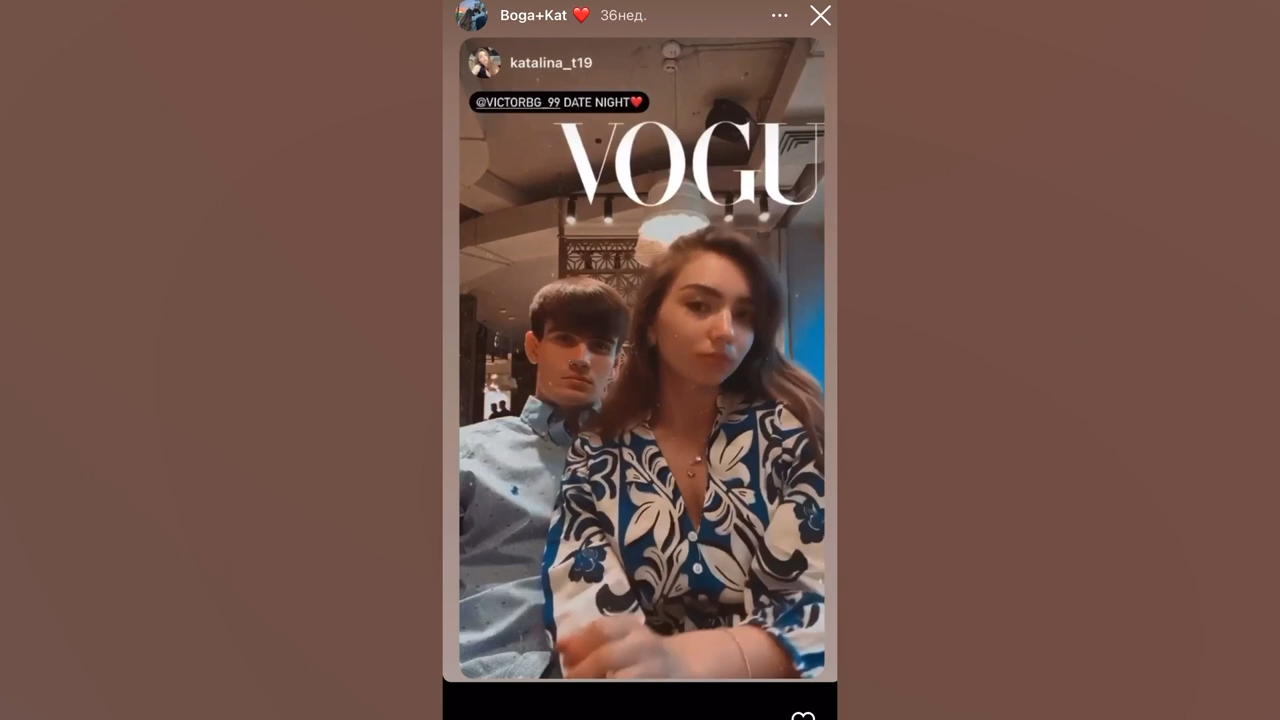 Boga+Kat ❤️ 36нед.
katalina_t19
@VICTORBG_99 DATE NIGHT❤️
VOGU